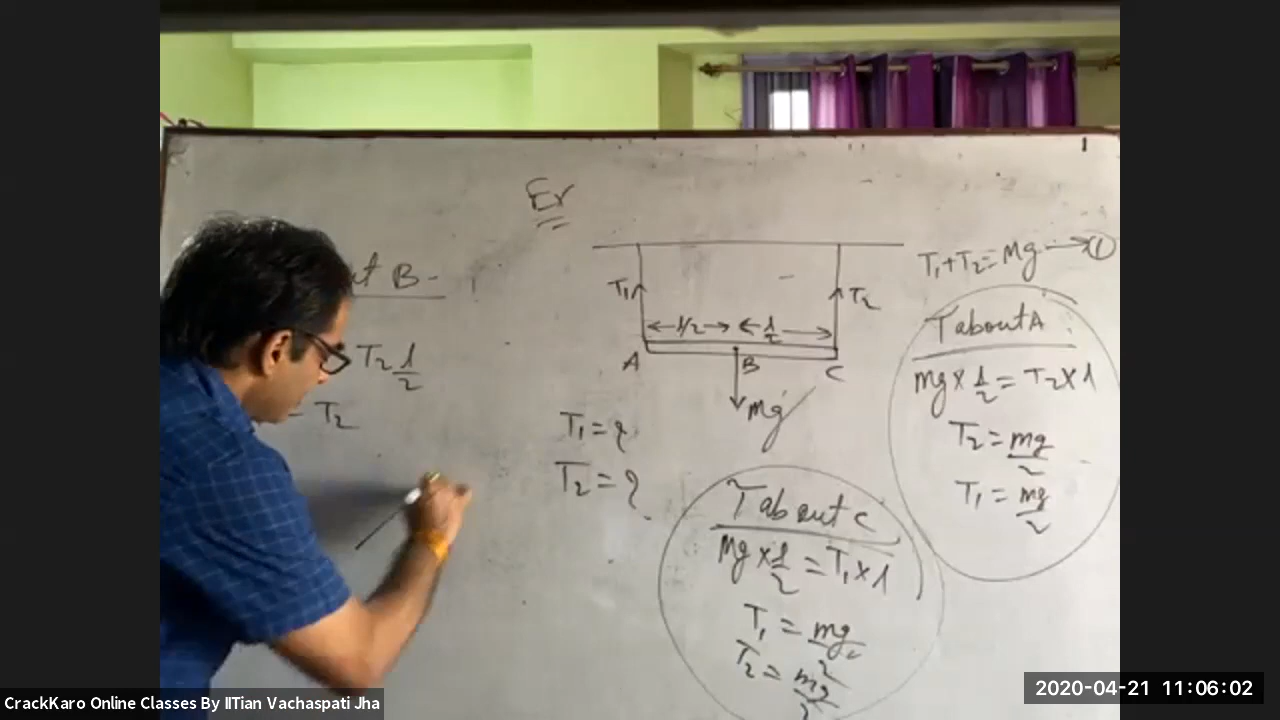 Ex
ut B-
T₂ l/2
- T₂
T₁
T₂
l/2
l/2
A
B
C
mg
T₁ = ?
T₂ = ?
T₁+T₂=Mg → ①
τ about A
mg × l/2 = T₂ × l
T₂ = mg/2
T₁ = mg/2
τ about C
Mg × l/2 = T₁ × l
T₁ = mg/2
T₂ = mg/2
CrackKaro Online Classes By IITian Vachaspati Jha
2020-04-21 11:06:02